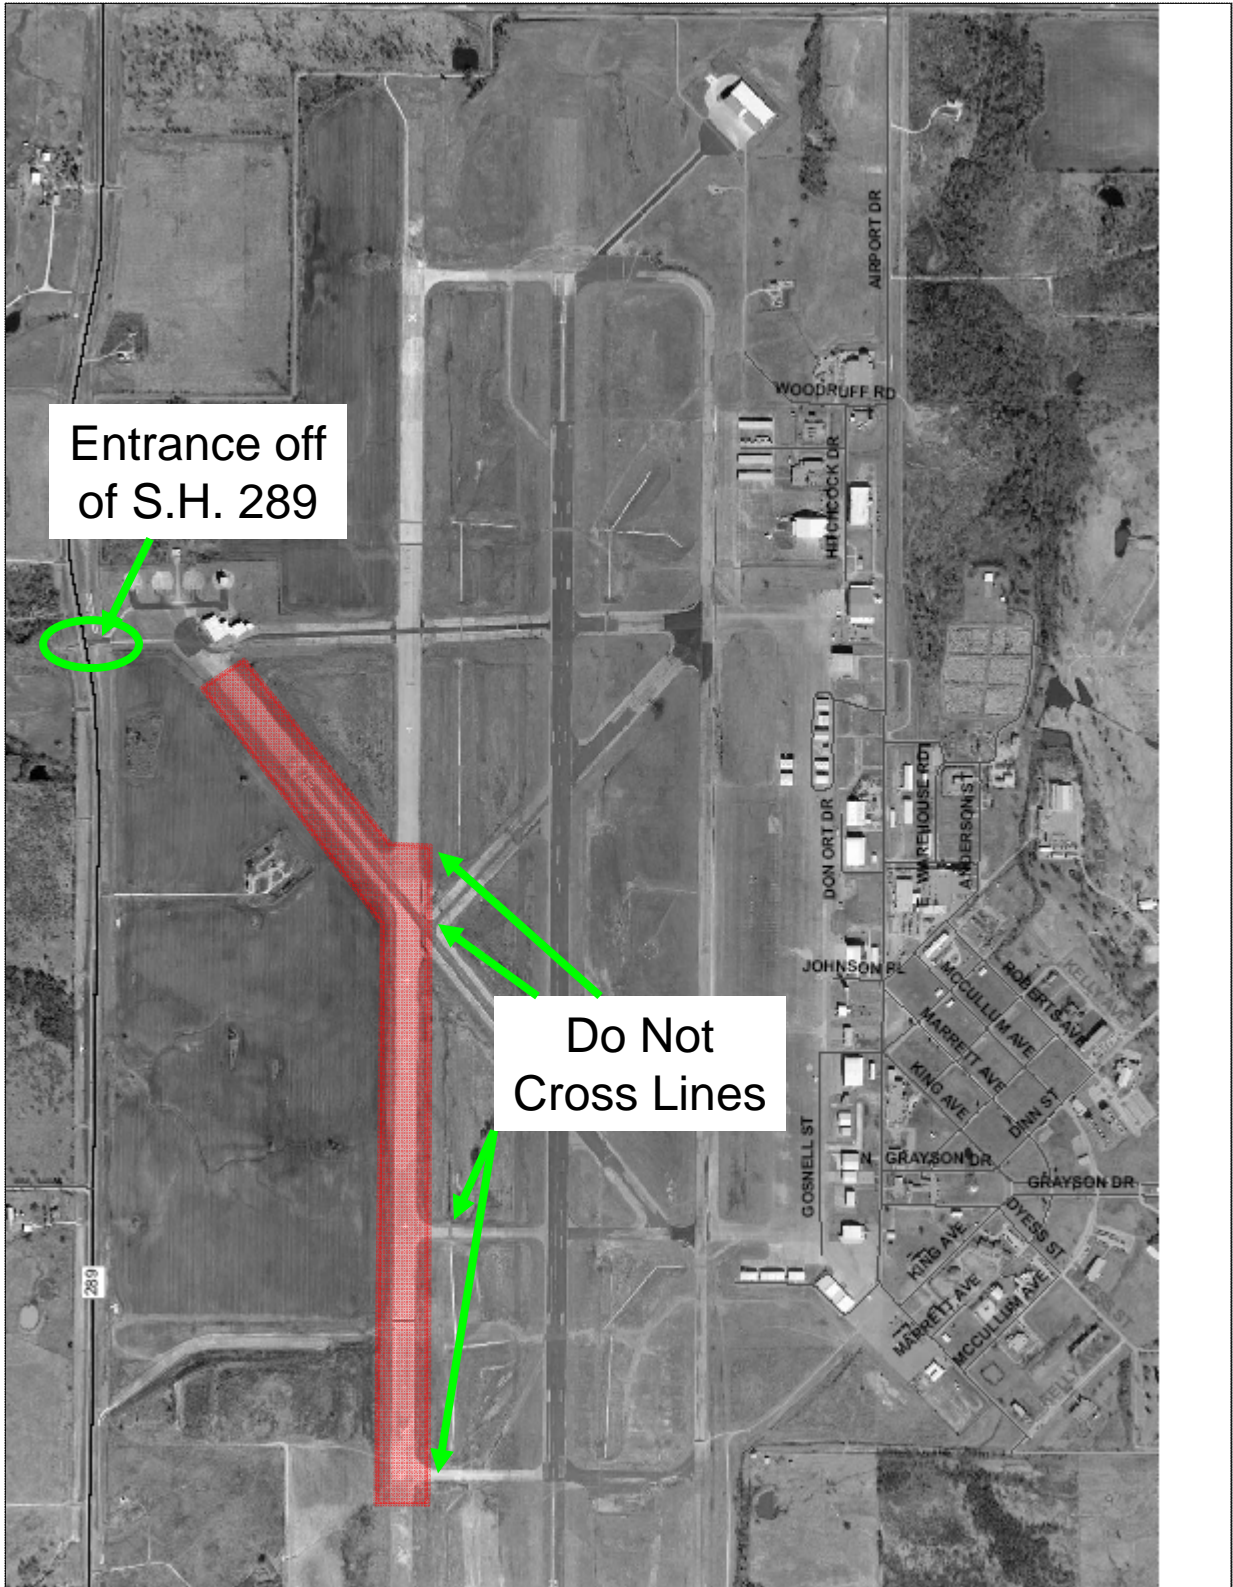 AIRPORT DR
WOODRUFF RD
HITCHCOCK DR
Entrance off
of S.H. 289
WAREHOUSE RD
ANDERSON ST
DON ORT DR
JOHNSON PL
MCCULLUM AVE
ROBERTS AVE
MARRETT AVE
KING AVE
DINN ST
Do Not
Cross Lines
GOSNELL ST
N GRAYSON DR
GRAYSON DR
DYESS ST
KING AVE
MARRETT AVE
MCCULLUM AVE
KELLY
289